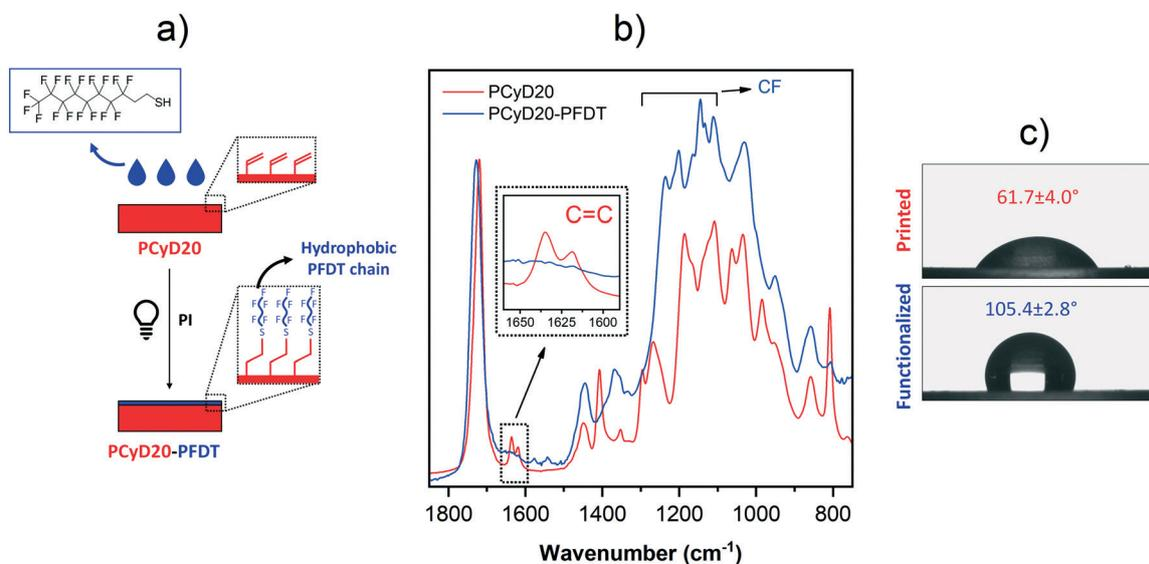 a)
F F F F F F F F
F
F
F
F F F F F F F F
SH
PCyD20
PI
Hydrophobic
PFDT chain
F F F
F F F
F F F
F F F
F F F
S S S
PCyD20-PFDT
b)
PCyD20
PCyD20-PFDT
CF
C=C
1650 1625 1600
1800 1600 1400 1200 1000 800
Wavenumber (cm-1)
c)
Printed
61.7±4.0°
Functionalized
105.4±2.8°